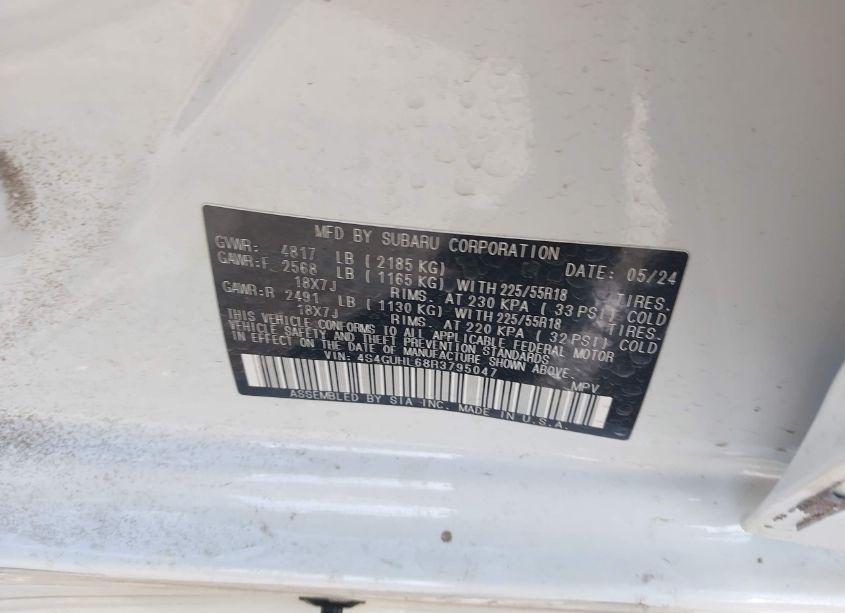 MFD BY SUBARU CORPORATION
GVWR: 4817 LB ( 2185 KG) DATE: 05/24
GAWR:F 2568 LB ( 1165 KG) WITH 225/55R18 TIRES.
18X7J RIMS. AT 230 KPA ( 33 PSI) COLD
GAWR:R 2491 LB ( 1130 KG) WITH 225/55R18 TIRES.
18X7J RIMS. AT 220 KPA ( 32 PSI) COLD
THIS VEHICLE CONFORMS TO ALL APPLICABLE FEDERAL MOTOR
VEHICLE SAFETY AND THEFT PREVENTION STANDARDS
IN EFFECT ON THE DATE OF MANUFACTURE SHOWN ABOVE.
VIN: 4S4GUHL68R3795047 MPV
ASSEMBLED BY SIA INC. MADE IN U.S.A.